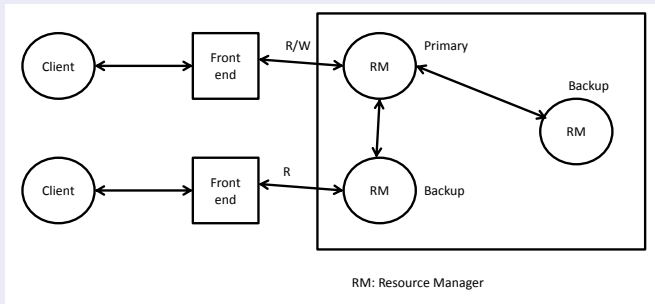 Client
Front
end
R/W
RM
Primary
Backup
RM
Client
Front
end
R
RM
Backup
RM: Resource Manager